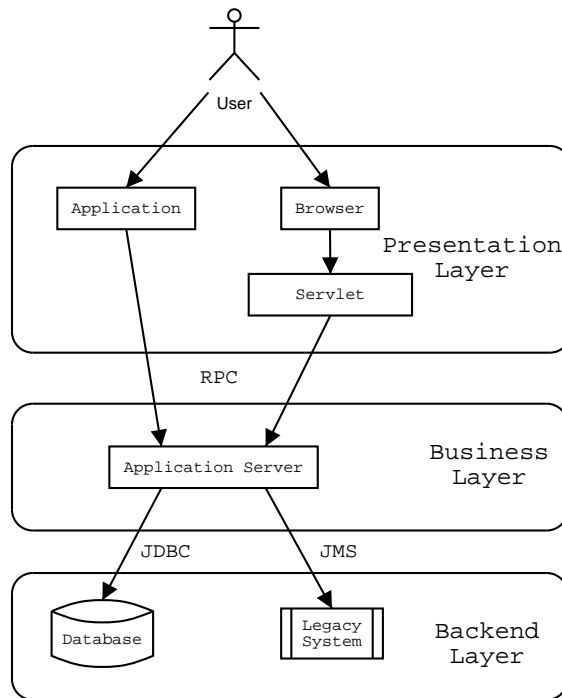 User
Application
Browser
Presentation
Layer
Servlet
RPC
Application Server
Business
Layer
JDBC
JMS
Database
Legacy
System
Backend
Layer